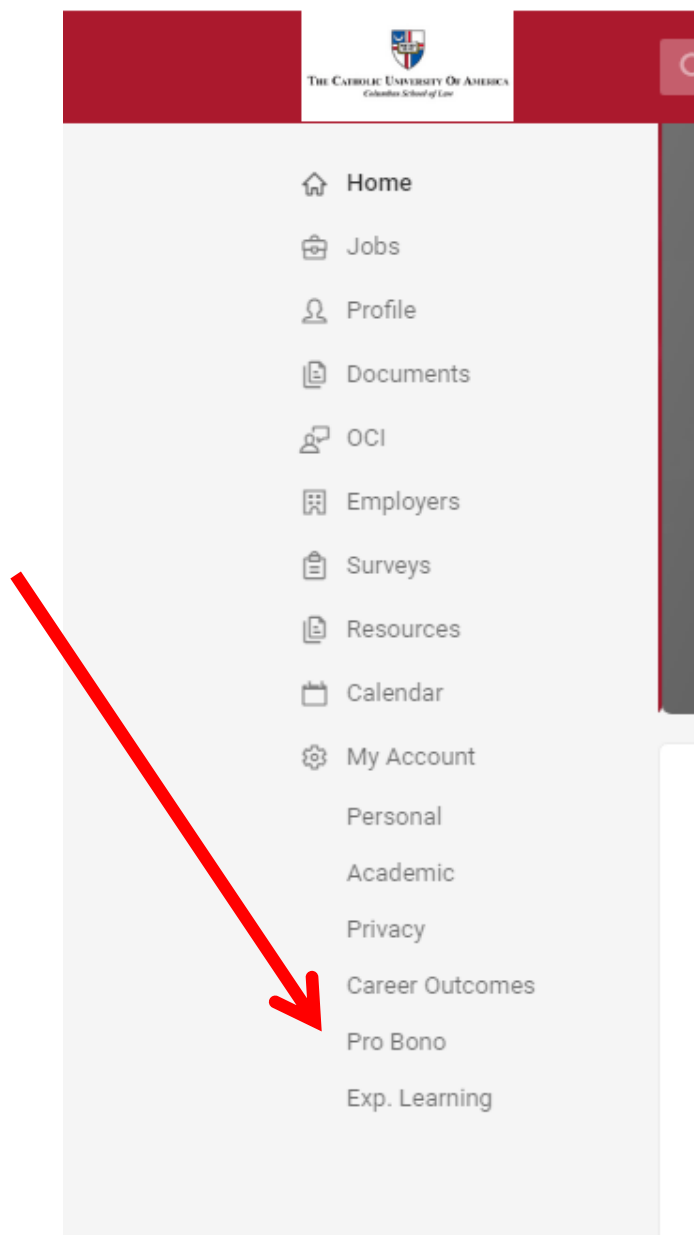 THE CATHOLIC UNIVERSITY OF AMERICA
Columbus School of Law
Home
Jobs
Profile
Documents
OCI
Employers
Surveys
Resources
Calendar
My Account
Personal
Academic
Privacy
Career Outcomes
Pro Bono
Exp. Learning